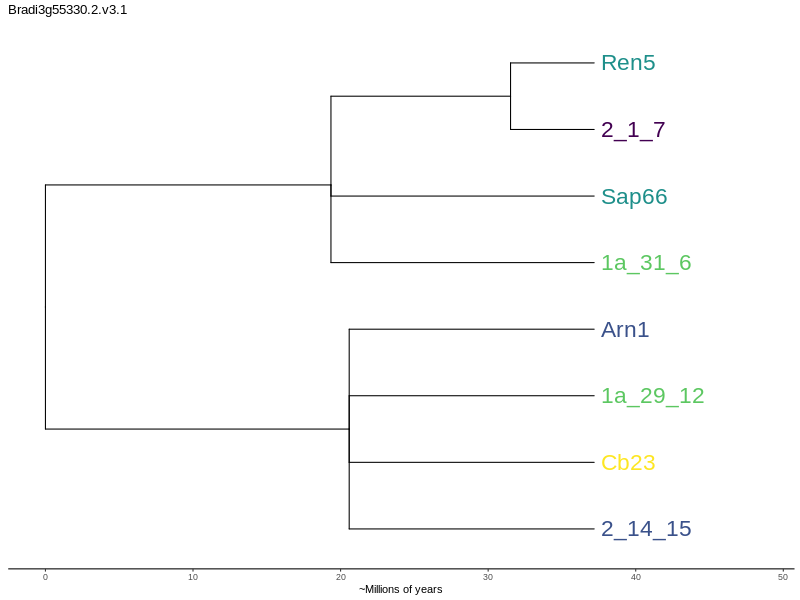 Bradi3g55330.2.v3.1
Ren5
2_1_7
Sap66
1a_31_6
Arn1
1a_29_12
Cb23
2_14_15
0 10 20 30 40 50
~Millions of years